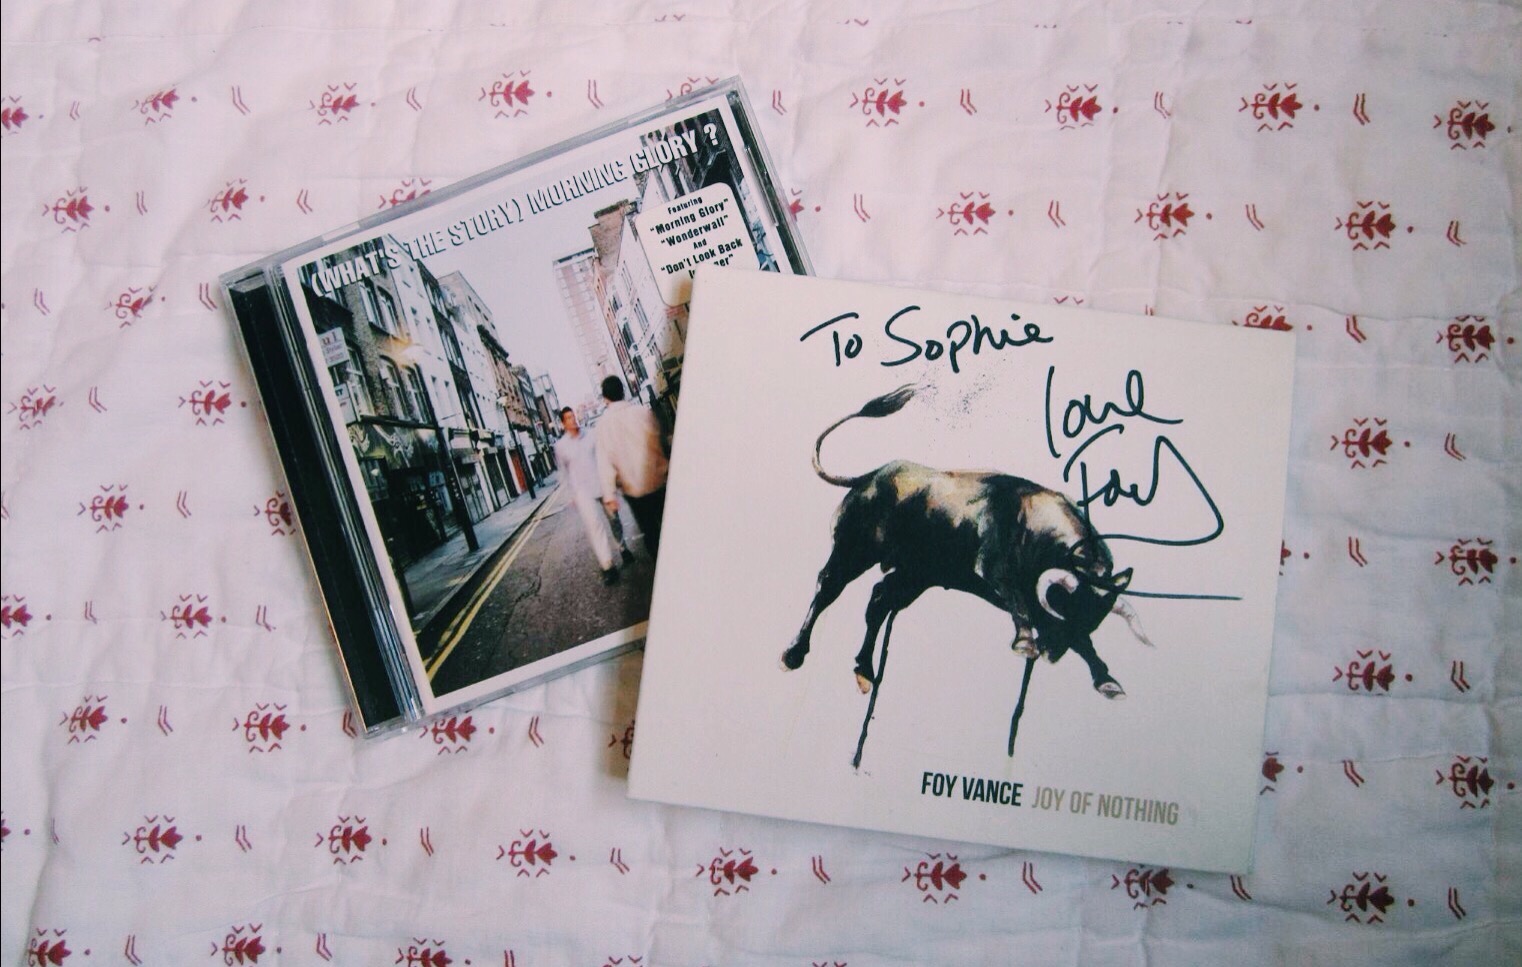 (WHAT'S THE STORY) MORNING GLORY ?
Featuring
"Morning Glory"
"Wonderwall"
And
"Don't Look Back
To Sophie
love
Foy
FOY VANCE JOY OF NOTHING